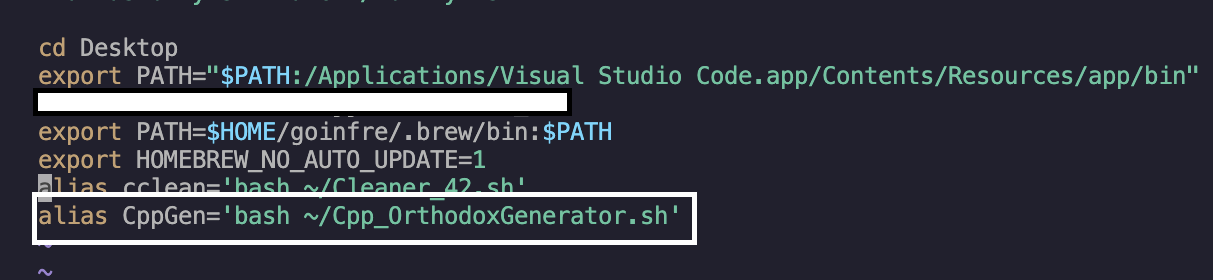 cd Desktop
export PATH="$PATH:/Applications/Visual Studio Code.app/Contents/Resources/app/bin"
export PATH=$HOME/goinfre/.brew/bin:$PATH
export HOMEBREW_NO_AUTO_UPDATE=1
alias cclean='bash ~/Cleaner_42.sh'
alias CppGen='bash ~/Cpp_OrthodoxGenerator.sh'
~
~